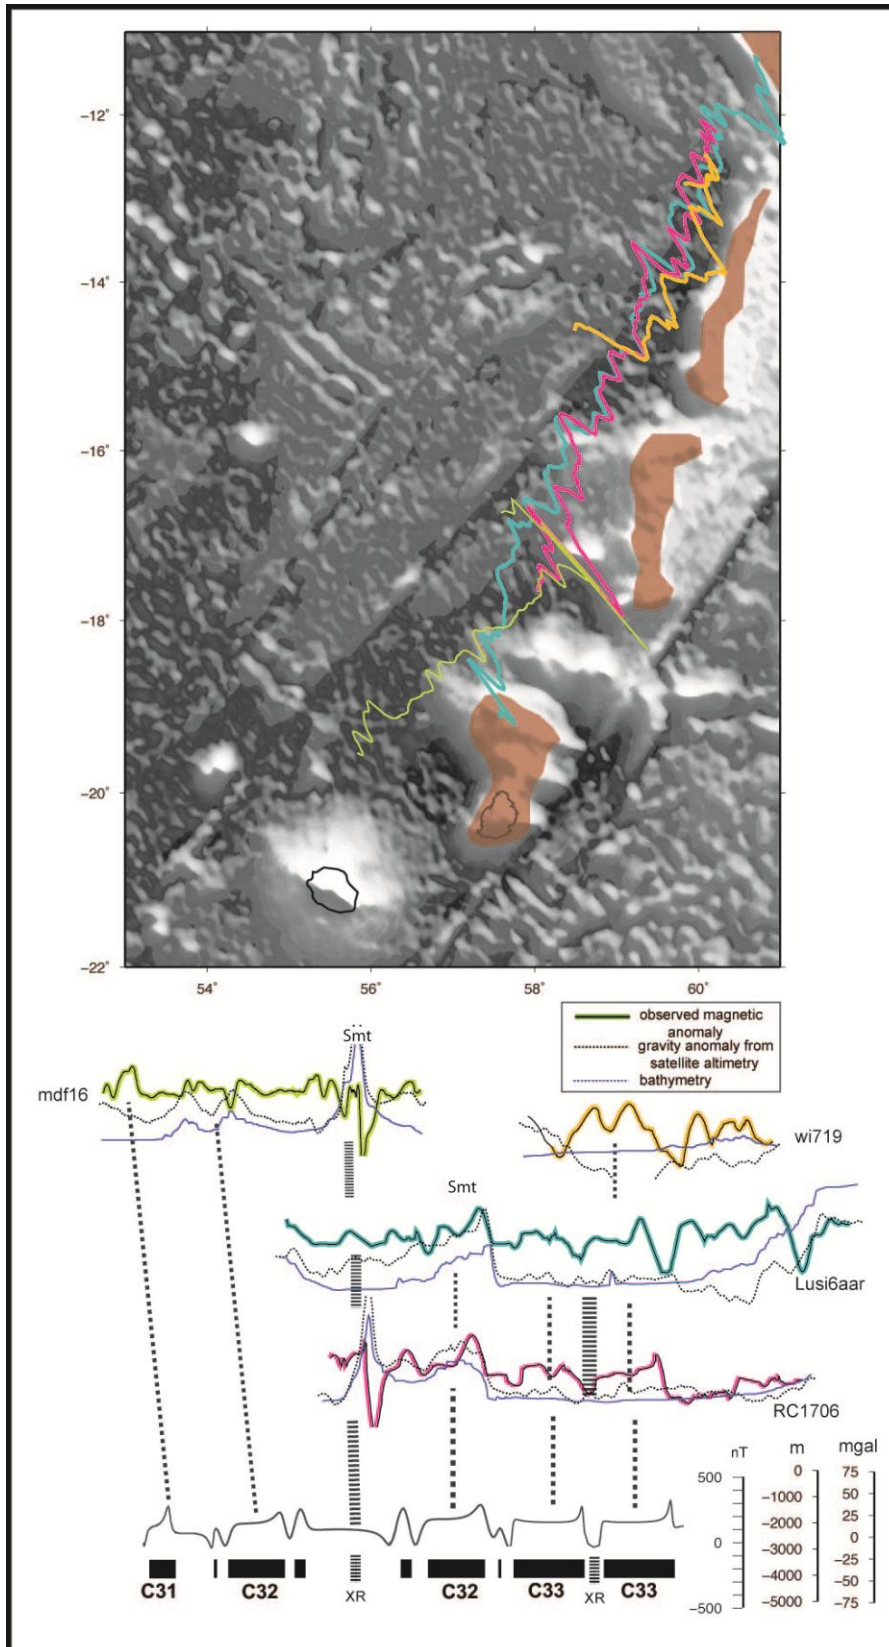 −12°
−14°
−16°
−18°
−20°
−22°
54° 56° 58° 60°
observed magnetic
anomaly
gravity anomaly from
satellite altimetry
bathymetry
Smt
mdf16
wi719
Smt
Lusi6aar
RC1706
nT m mgal
500
0
−500
0
−1000
−2000
−3000
−4000
−5000
75
50
25
0
−25
−50
−75
C31 C32 XR C32 C33 XR C33